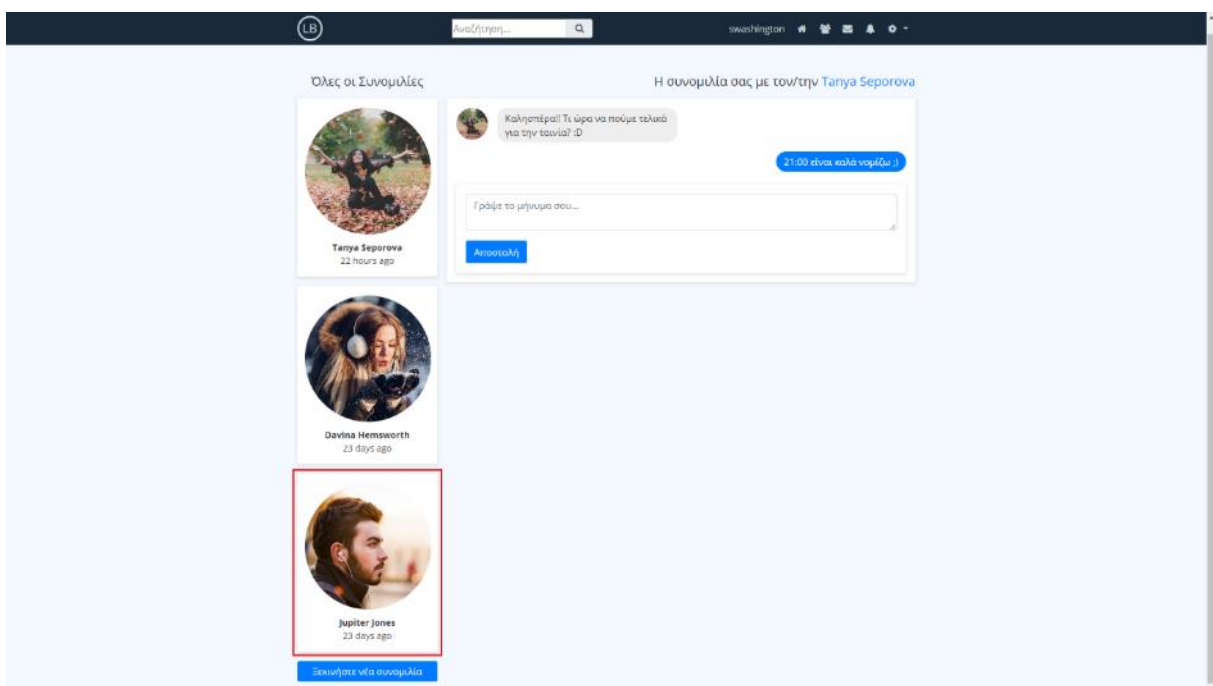 LB
Αναζήτηση...
swashington
Όλες οι Συνομιλίες
Η συνομιλία σας με τον/την Tanya Seporova
Καλησπέρα!! Τι ώρα να πούμε τελικά
για την ταινία? :D
21:00 είναι καλά νομίζω ;)
Γράψε το μήνυμα σου...
Αποστολή
Tanya Seporova
22 hours ago
Davina Hemsworth
23 days ago
Jupiter Jones
23 days ago
Ξεκινήστε νέα συνομιλία